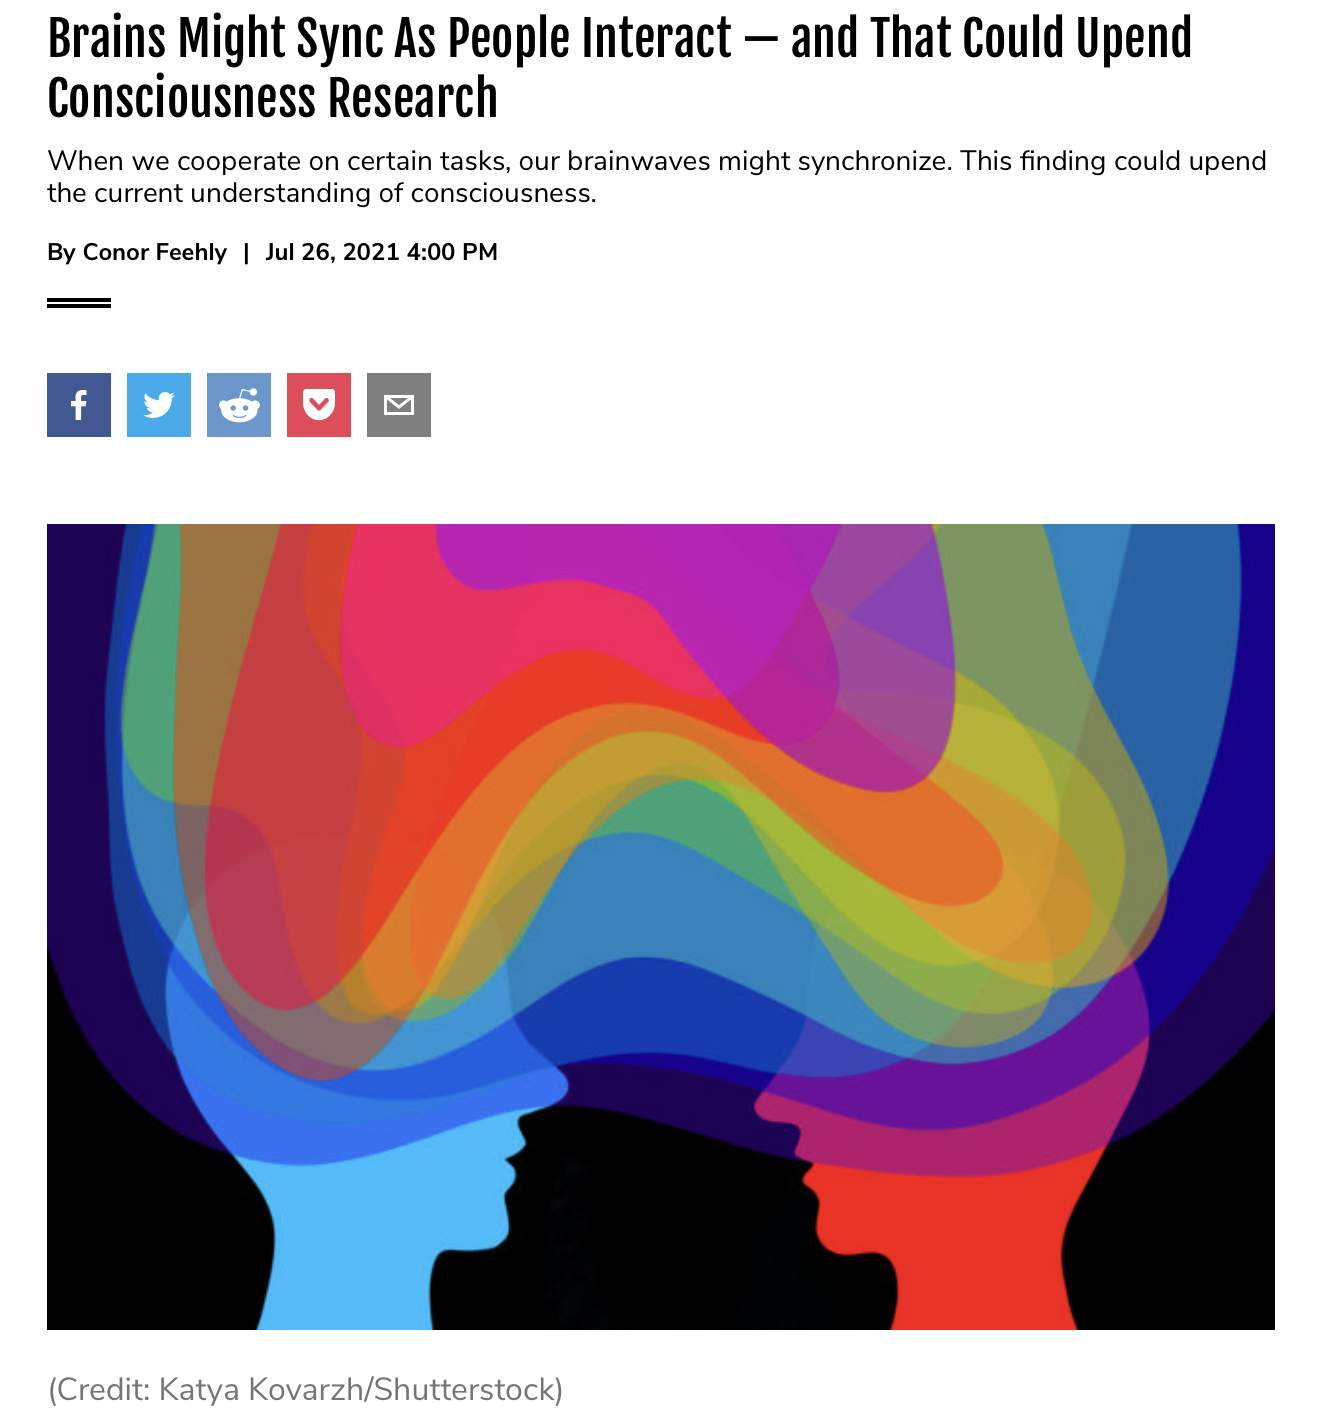 Brains Might Sync As People Interact — and That Could Upend
Consciousness Research
When we cooperate on certain tasks, our brainwaves might synchronize. This finding could upend
the current understanding of consciousness.
By Conor Feehly | Jul 26, 2021 4:00 PM
(Credit: Katya Kovarzh/Shutterstock)